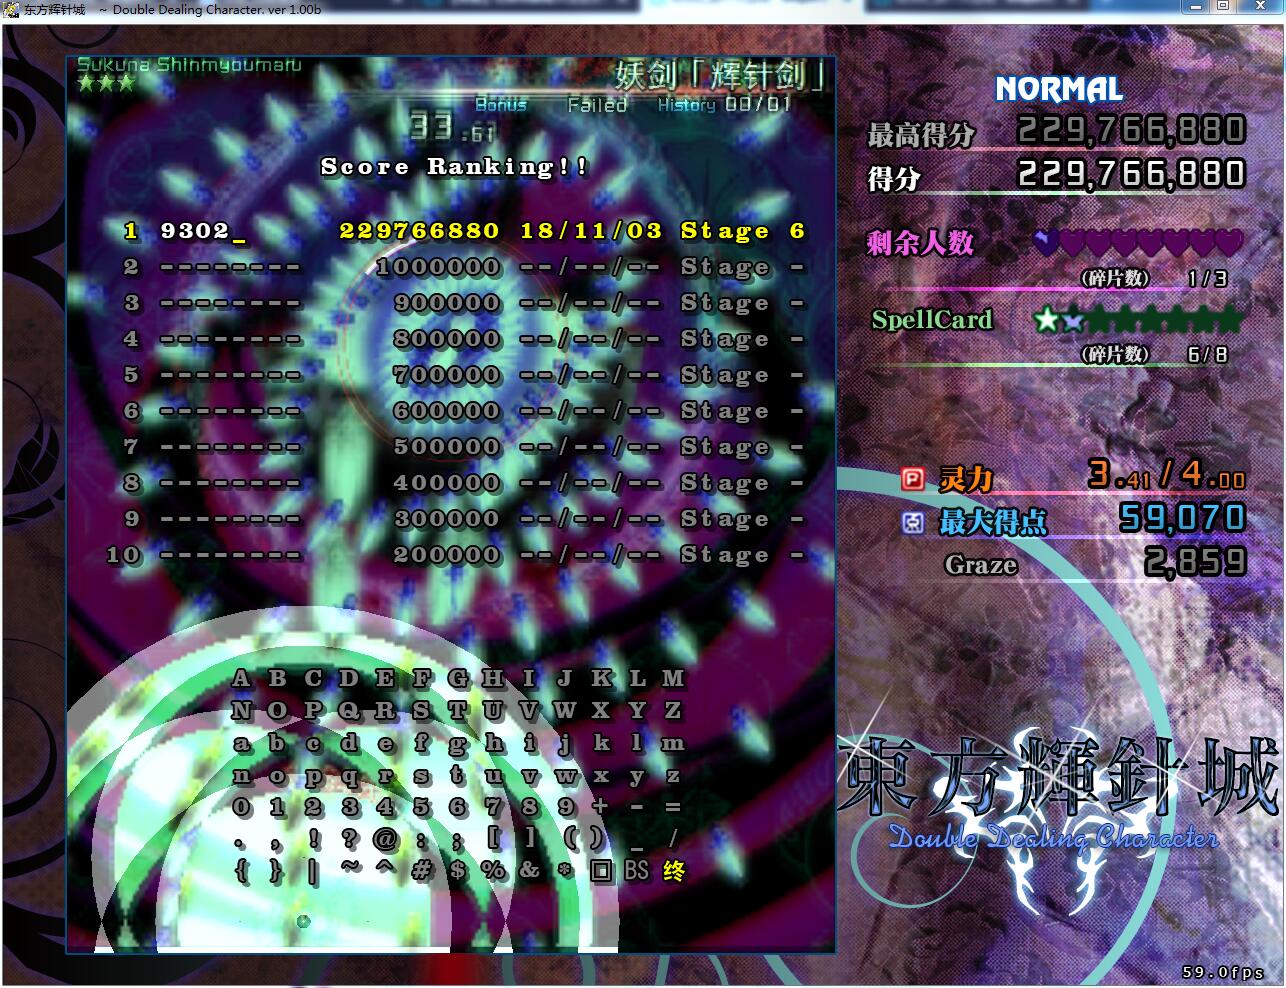 东方辉针城 ~ Double Dealing Character. ver 1.00b
Sukuna Shinmyoumaru
妖剑「辉针剑」
Bonus Failed History 00/01
33.61
Score Ranking!!
1 9302_ 229766880 18/11/03 Stage 6
2 -------- 1000000 --/--/-- Stage -
3 -------- 900000 --/--/-- Stage -
4 -------- 800000 --/--/-- Stage -
5 -------- 700000 --/--/-- Stage -
6 -------- 600000 --/--/-- Stage -
7 -------- 500000 --/--/-- Stage -
8 -------- 400000 --/--/-- Stage -
9 -------- 300000 --/--/-- Stage -
10 -------- 200000 --/--/-- Stage -
A B C D E F G H I J K L M
N O P Q R S T U V W X Y Z
a b c d e f g h i j k l m
n o p q r s t u v w x y z
0 1 2 3 4 5 6 7 8 9 + - =
. , ! ? @ : ; [ ] ( ) _ /
{ } | ~ ^ # $ % & * 回 BS 终
NORMAL
最高得分 229,766,880
得分 229,766,880
剩余人数
(碎片数) 1/3
SpellCard
(碎片数) 6/8
P 灵力 3.41/4.00
点 最大得点 59,070
Graze 2,859
東方輝針城
Double Dealing Character
59.0fps